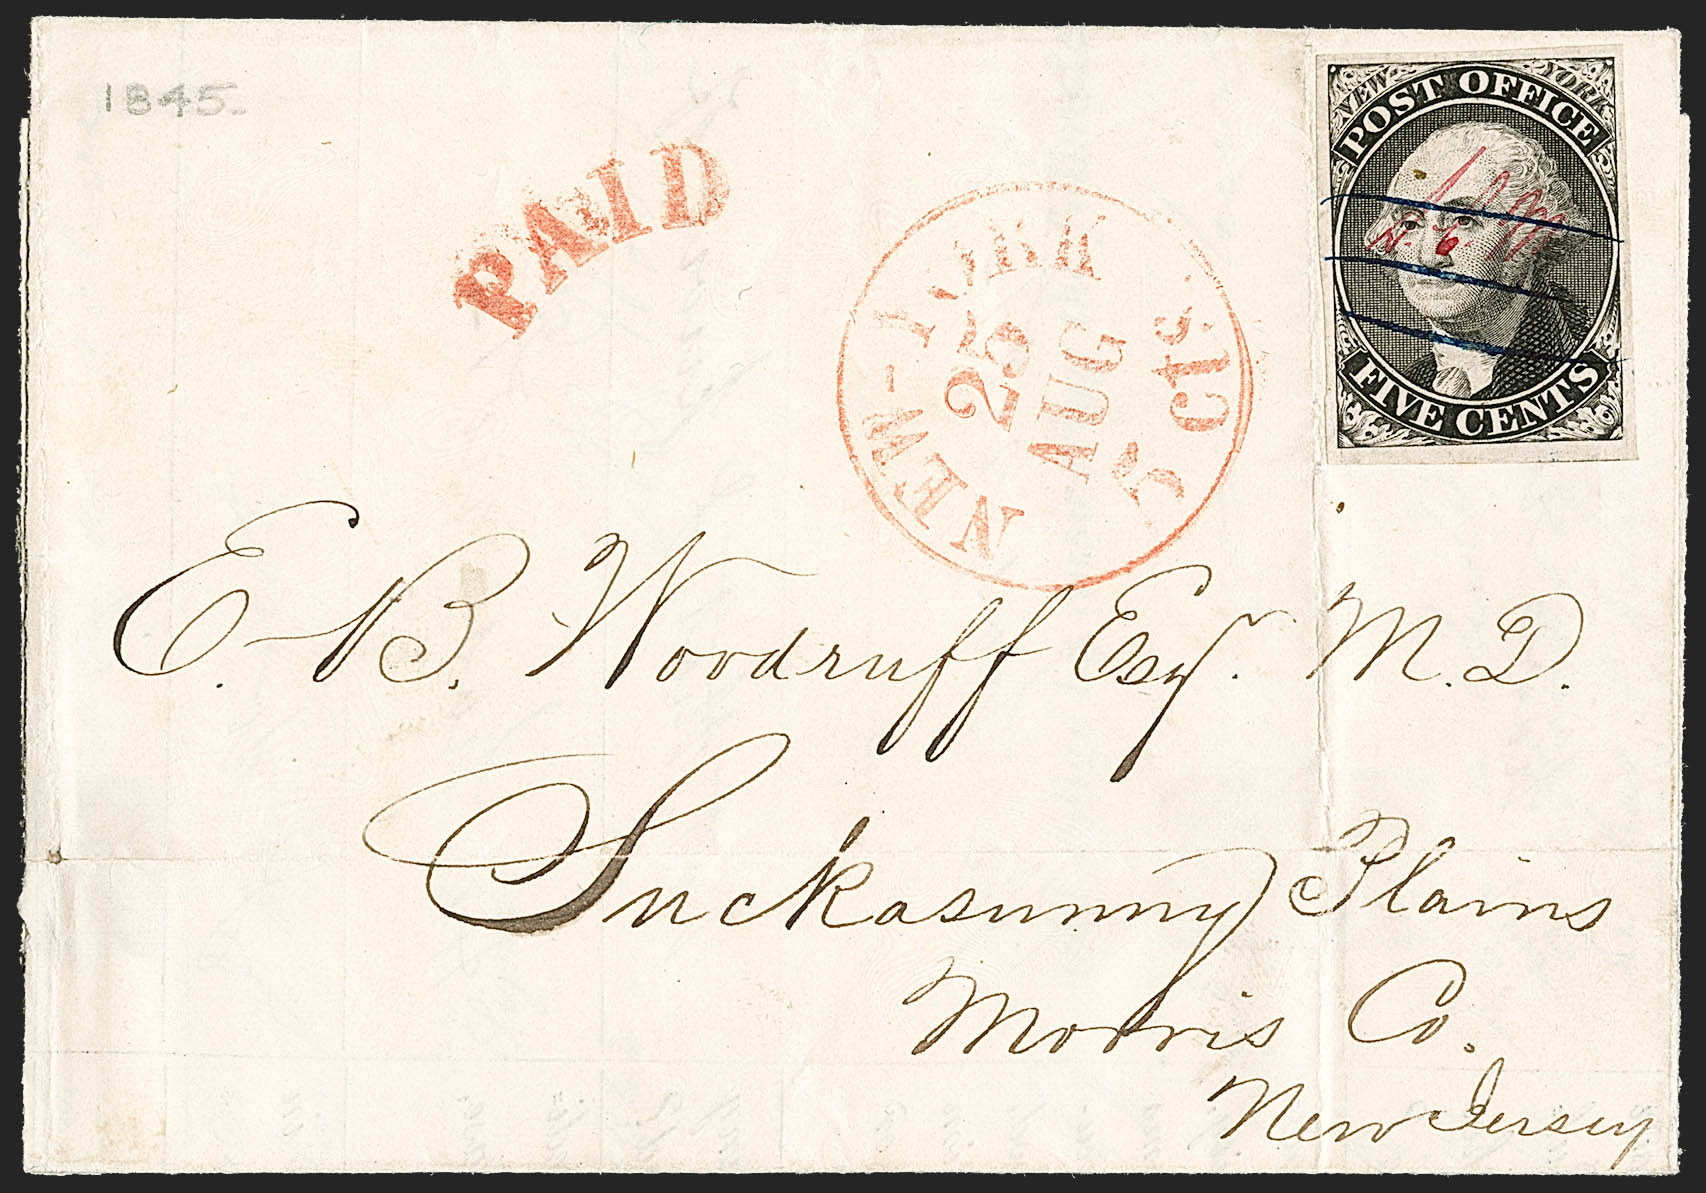 1845.
PAID
NEW-YORK
25
AUG
5 cts.
NEW YORK
POST OFFICE
FIVE CENTS
E. B. Woodruff Esqr. M.D.
Suckasunny Plains
Morris Co.
New Jersey